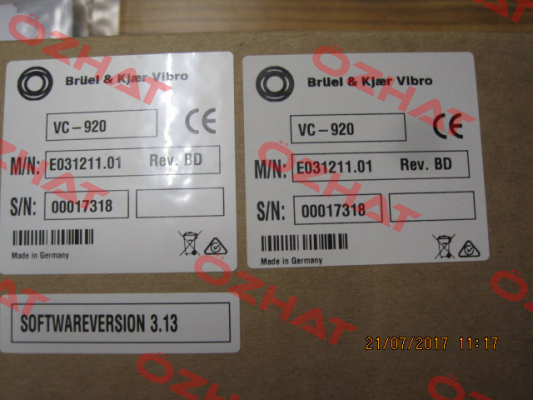 Brüel & Kjær Vibro
VC-920
M/N: E031211.01 Rev. BD
S/N: 00017318
Made in Germany
Brüel & Kjær Vibro
VC-920
M/N: E031211.01 Rev. BD
S/N: 00017318
Made in Germany
SOFTWAREVERSION 3.13
21/07/2017 11:17
OZHAT
OZHAT
OZHAT
OZHAT
OZHAT
OZHAT